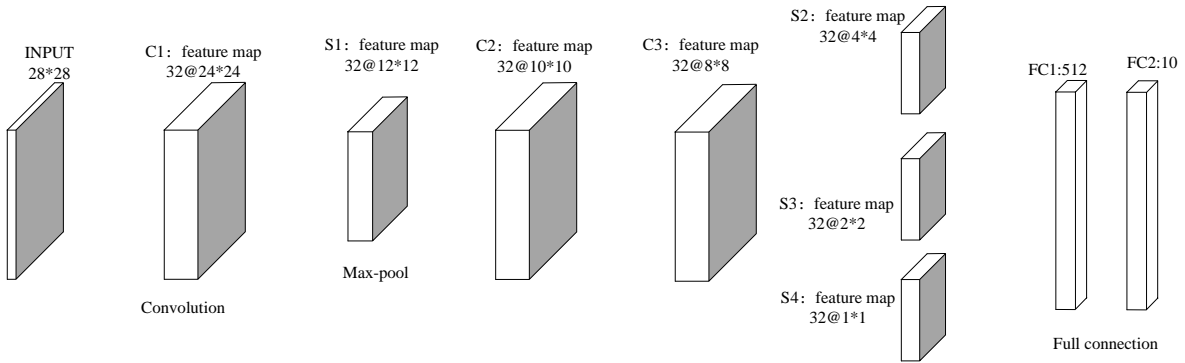 INPUT
28*28
C1：feature map
32@24*24
S1：feature map
32@12*12
C2：feature map
32@10*10
C3：feature map
32@8*8
S2：feature map
32@4*4
S3：feature map
32@2*2
S4：feature map
32@1*1
FC1:512
FC2:10
Convolution
Max-pool
Full connection